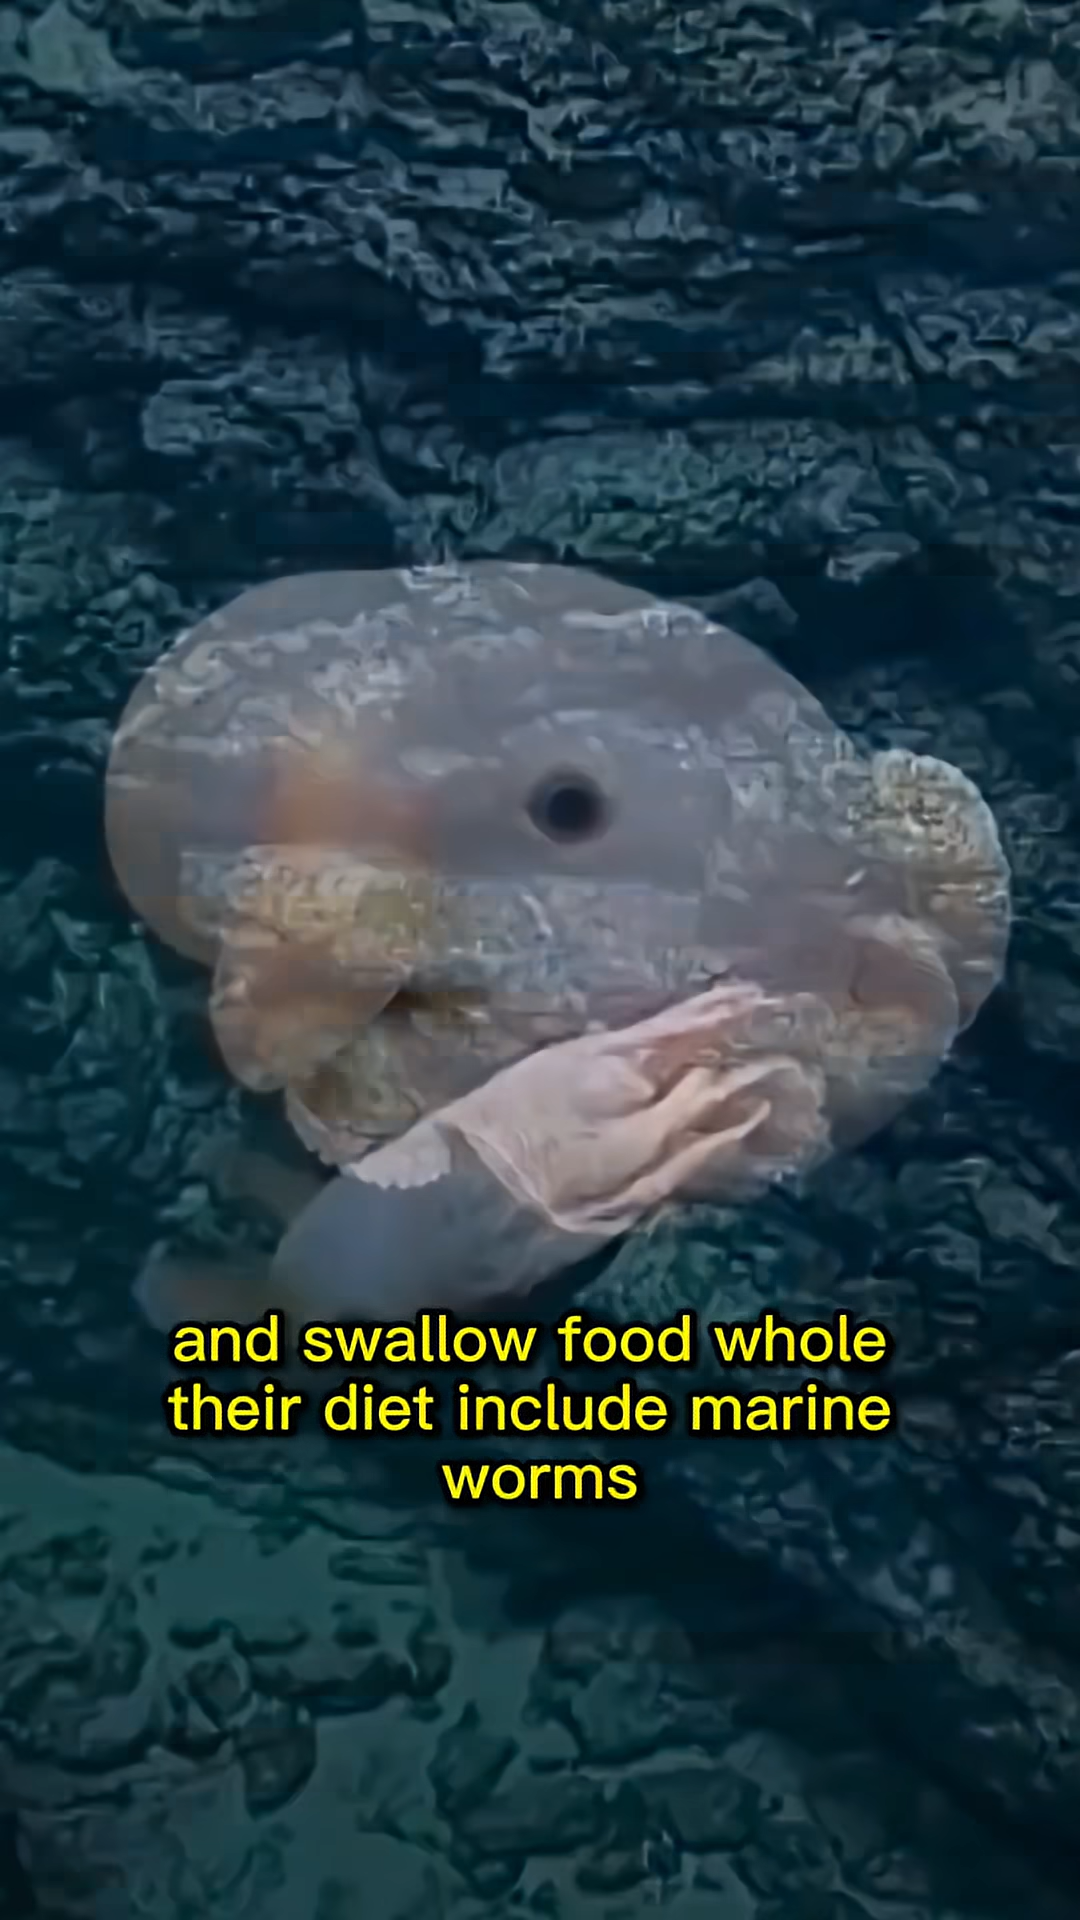 and swallow food whole
their diet include marine
worms